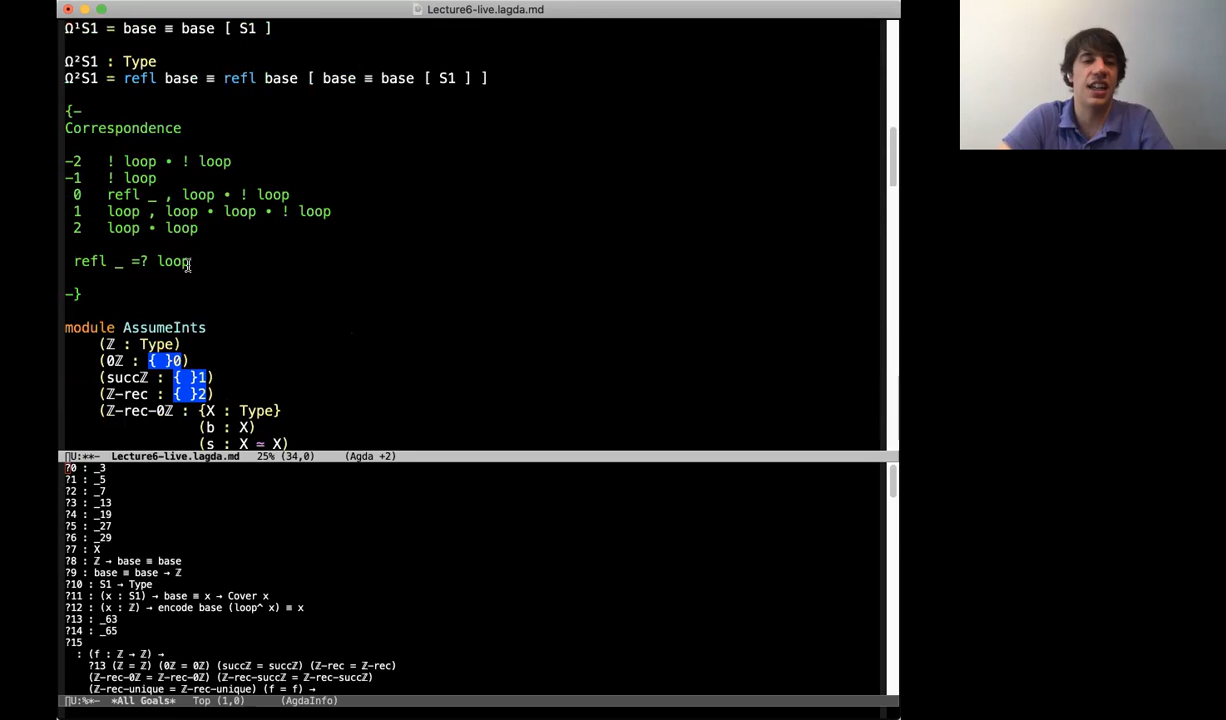 Lecture6-live.lagda.md
Ω¹S1 = base ≡ base [ S1 ]
Ω²S1 : Type
Ω²S1 = refl base ≡ refl base [ base ≡ base [ S1 ] ]
{-
Correspondence
-2 ! loop • ! loop
-1 ! loop
0 refl _ , loop • ! loop
1 loop , loop • loop • ! loop
2 loop • loop
refl _ =? loop
-}
module AssumeInts
(ℤ : Type)
(0ℤ : { }0)
(succℤ : { }1)
(ℤ-rec : { }2)
(ℤ-rec-0ℤ : {X : Type}
(b : X)
(s : X ≃ X)
U:**- Lecture6-live.lagda.md 25% (34,0) (Agda +2)
?0 : _3
?1 : _5
?2 : _7
?3 : _13
?4 : _19
?5 : _27
?6 : _29
?7 : X
?8 : ℤ → base ≡ base
?9 : base ≡ base → ℤ
?10 : S1 → Type
?11 : (x : S1) → base ≡ x → Cover x
?12 : (x : ℤ) → encode base (loop^ x) ≡ x
?13 : _63
?14 : _65
?15
: (f : ℤ → ℤ) →
?13 (ℤ = ℤ) (0ℤ = 0ℤ) (succℤ = succℤ) (ℤ-rec = ℤ-rec)
(ℤ-rec-0ℤ = ℤ-rec-0ℤ) (ℤ-rec-succℤ = ℤ-rec-succℤ)
(ℤ-rec-unique = ℤ-rec-unique) (f = f) →
U:%*- *All Goals* Top (1,0) (AgdaInfo)